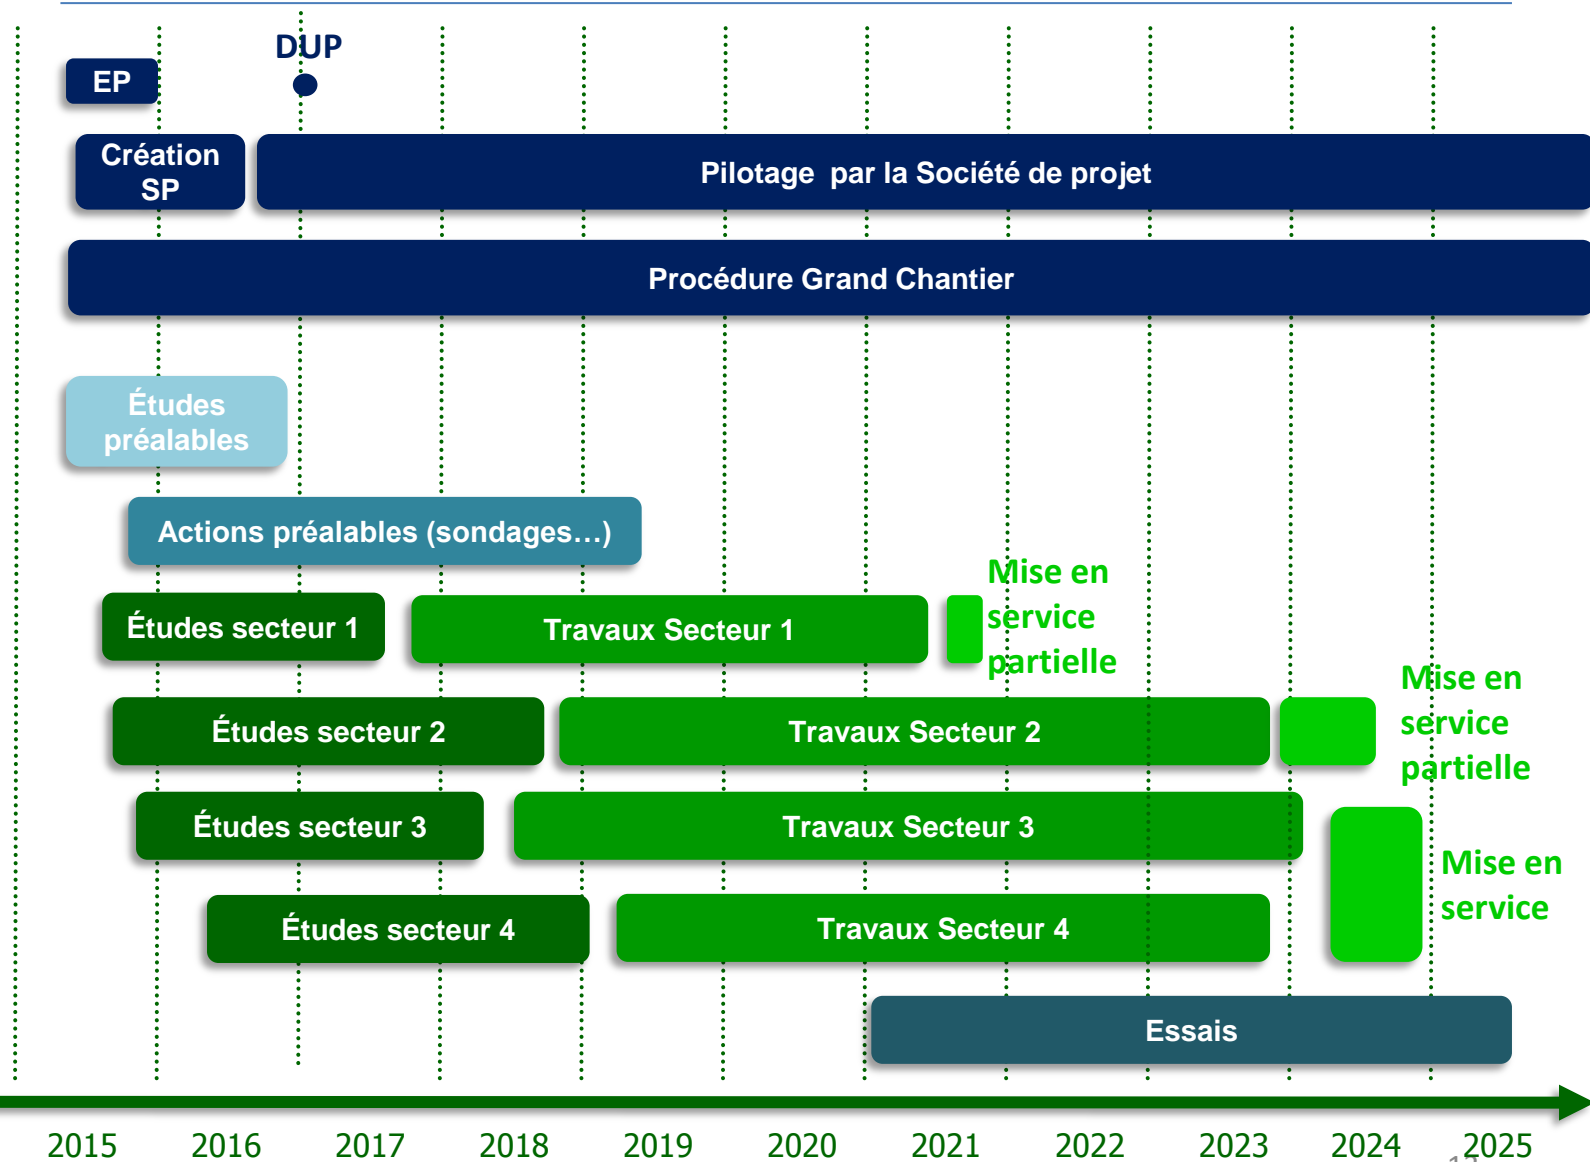 DUP
EP
Création
SP
Pilotage par la Société de projet
Procédure Grand Chantier
Études
préalables
Actions préalables (sondages…)
Mise en
service
partielle
Études secteur 1
Travaux Secteur 1
Mise en
service
partielle
Études secteur 2
Travaux Secteur 2
Études secteur 3
Travaux Secteur 3
Mise en
service
Études secteur 4
Travaux Secteur 4
Essais
2015 2016 2017 2018 2019 2020 2021 2022 2023 2024 2025